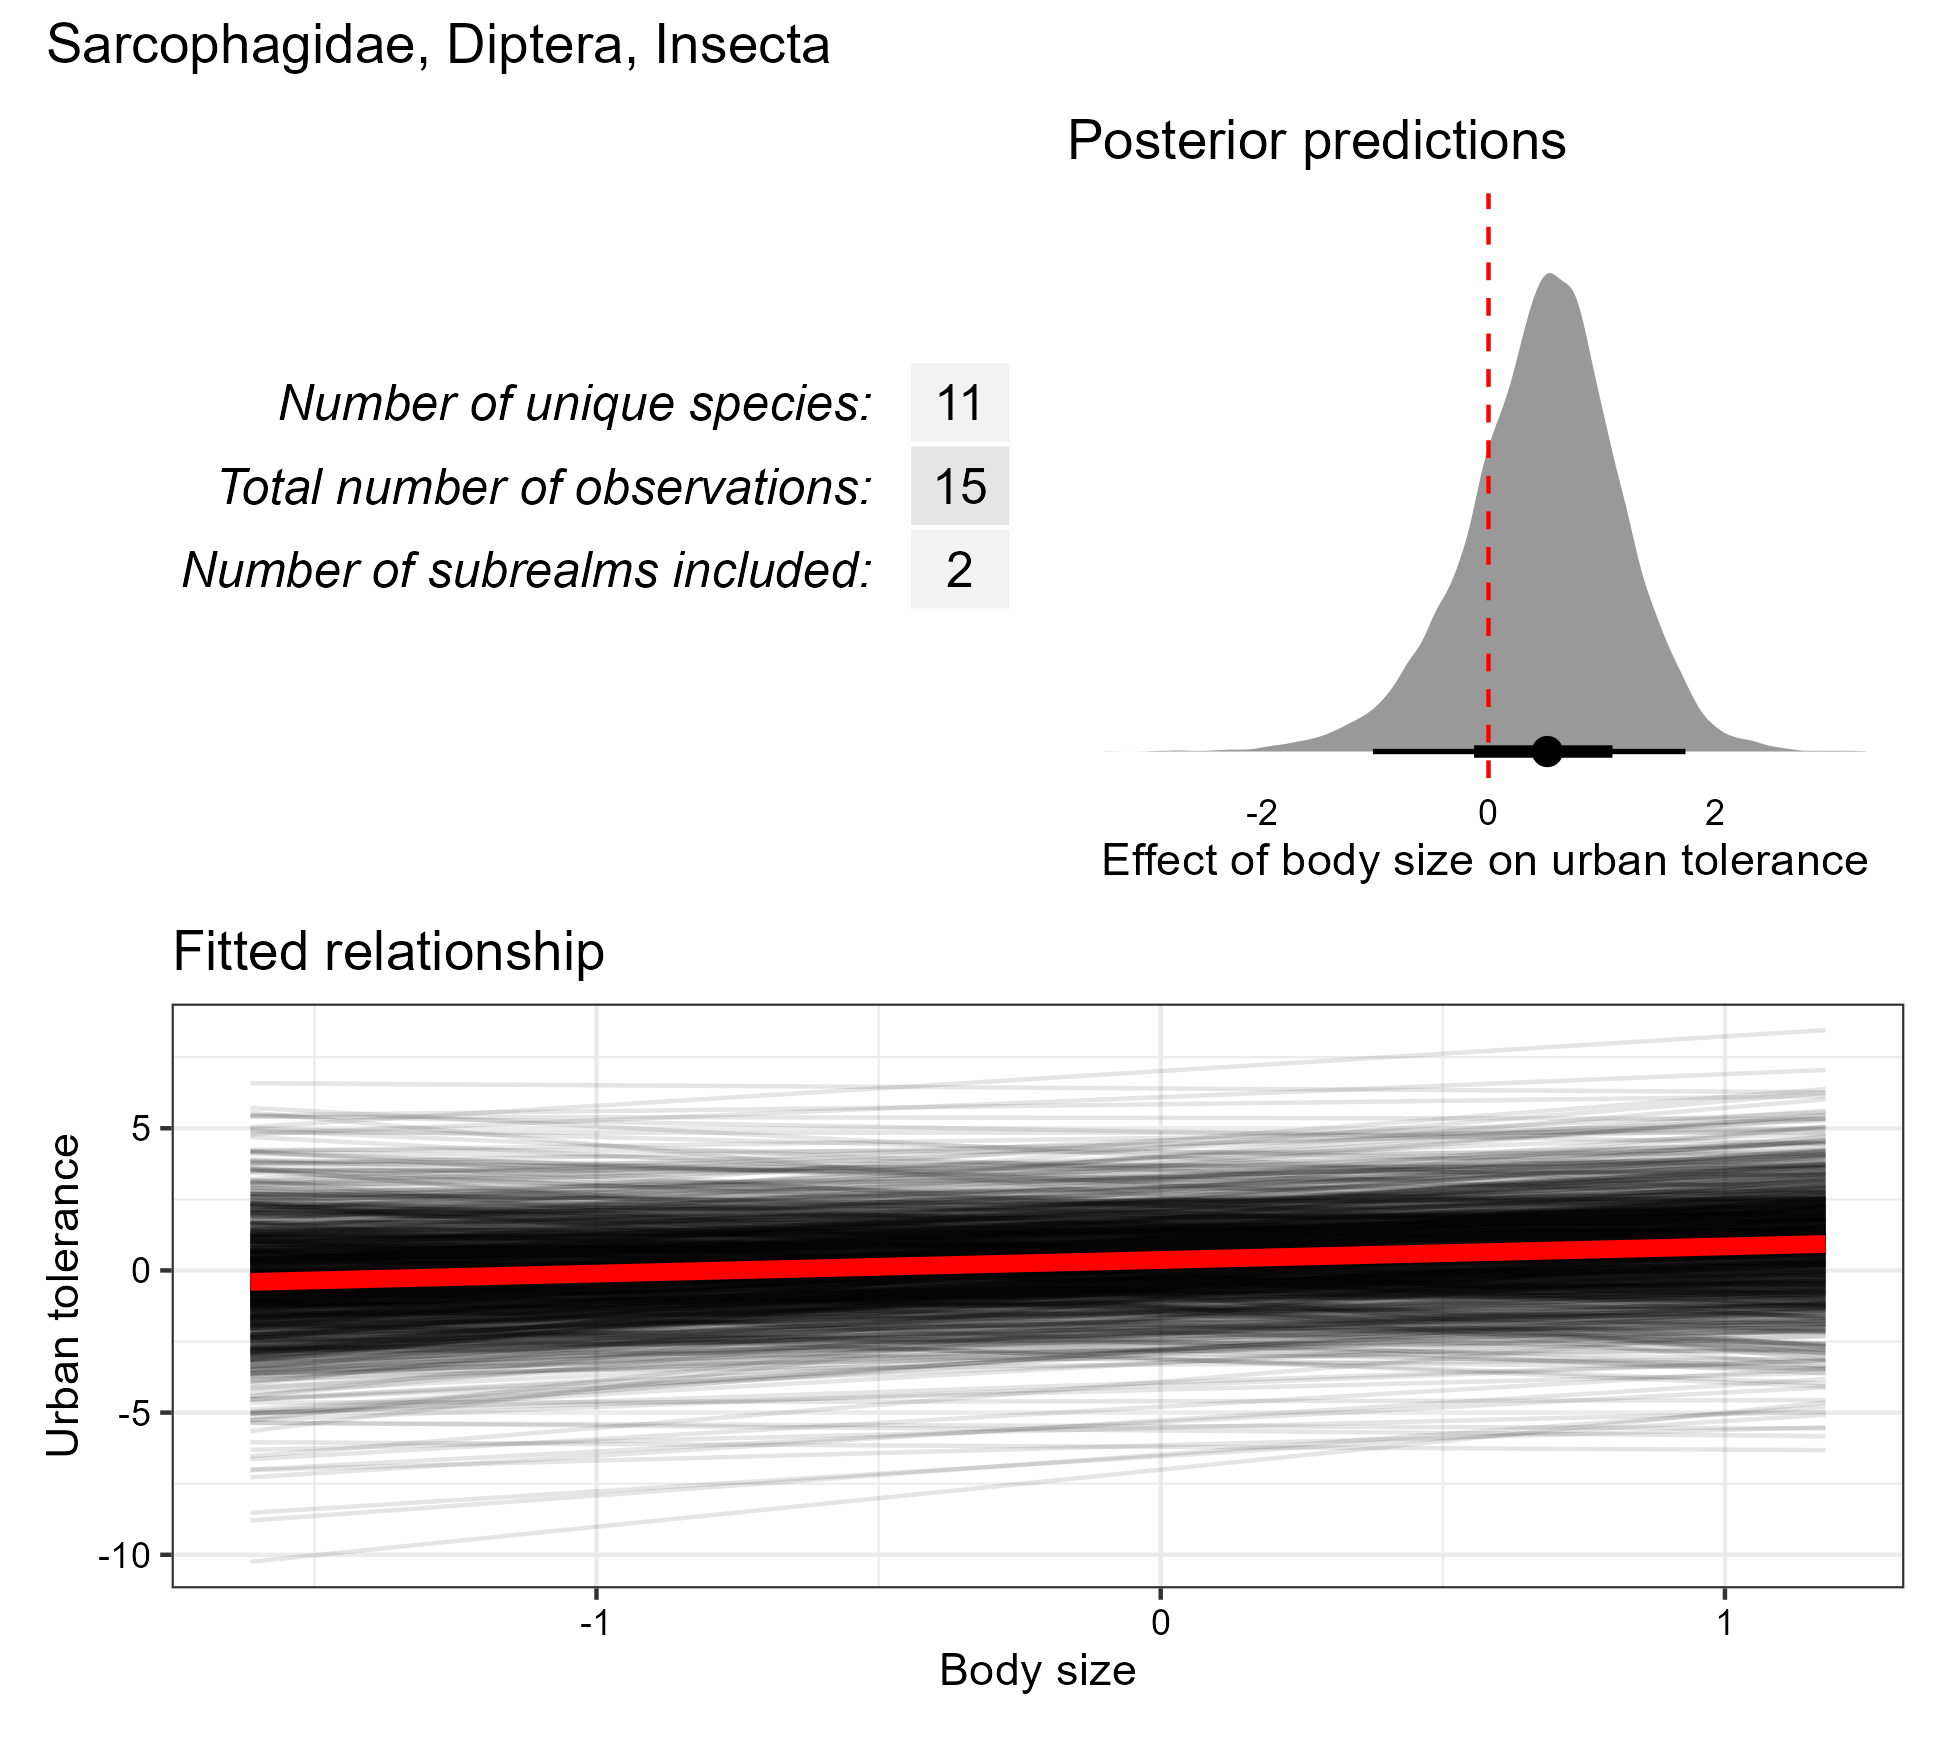 Sarcophagidae, Diptera, Insecta
Posterior predictions
Number of unique species: 11
Total number of observations: 15
Number of subrealms included: 2
-2 0 2
Effect of body size on urban tolerance
Fitted relationship
Urban tolerance
5
0
-5
-10
-1 0 1
Body size